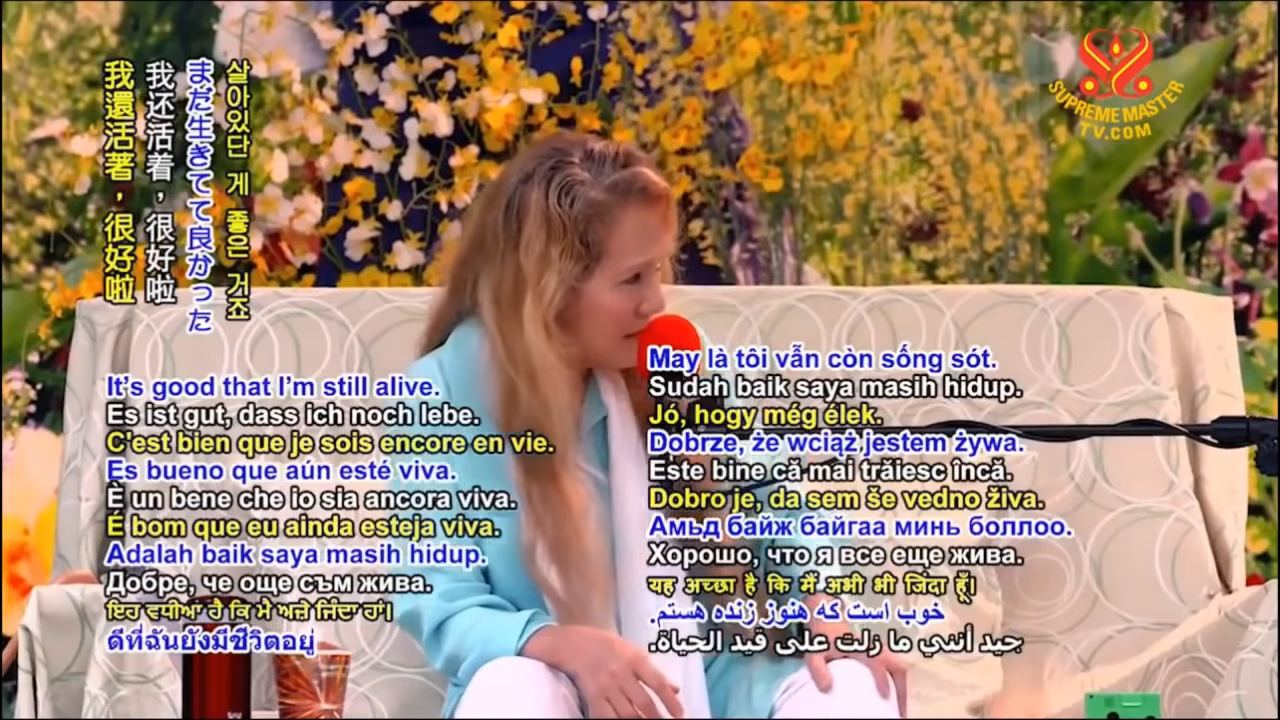 我還活著，很好啦
我还活着，很好啦
まだ生きてて良かった
살아있단 게 좋은 거죠
SUPREME MASTER
TV.COM
It’s good that I’m still alive.
Es ist gut, dass ich noch lebe.
C'est bien que je sois encore en vie.
Es bueno que aún esté viva.
È un bene che io sia ancora viva.
É bom que eu ainda esteja viva.
Adalah baik saya masih hidup.
Добре, че още съм жива.
ਇਹ ਵਧੀਆ ਹੈ ਕਿ ਮੈਂ ਅਜੇ ਜ਼ਿੰਦਾ ਹਾਂ।
ดีที่ฉันยังมีชีวิตอยู่
May là tôi vẫn còn sống sót.
Sudah baik saya masih hidup.
Jó, hogy még élek.
Dobrze, że wciąż jestem żywa.
Este bine că mai trăiesc încă.
Dobro je, da sem še vedno živa.
Амьд байж байгаа минь боллоо.
Хорошо, что я все еще жива.
यह अच्छा है कि मैं अभी भी जिंदा हूँ।
خوب است که هنوز زنده هستم.
جيد أنني ما زلت على قيد الحياة.